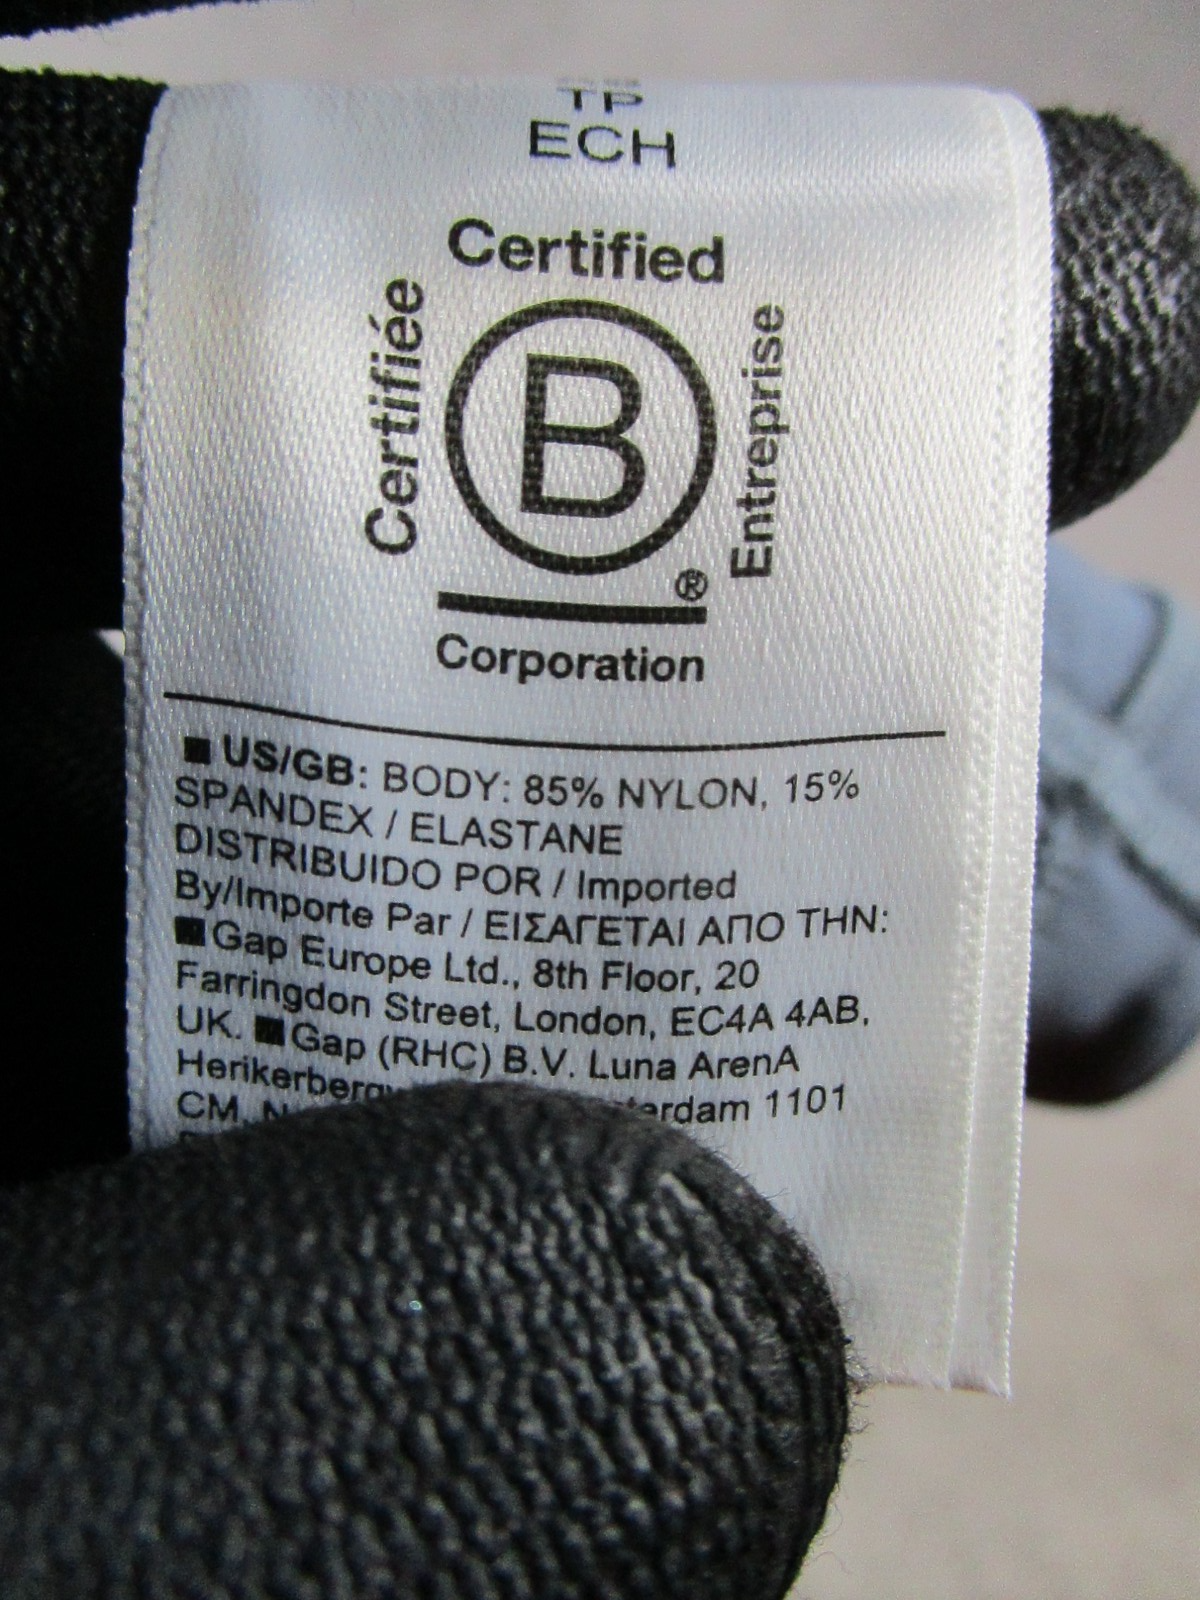 TP
ECH
Certified
Certifiée
B
Entreprise
®
Corporation
■ US/GB: BODY: 85% NYLON, 15%
SPANDEX / ELASTANE
DISTRIBUIDO POR / Imported
By/Importe Par / ΕΙΣΑΓΕΤΑΙ ΑΠΟ ΤΗΝ:
■ Gap Europe Ltd., 8th Floor, 20
Farringdon Street, London, EC4A 4AB,
UK. ■ Gap (RHC) B.V. Luna ArenA
1101
CM,